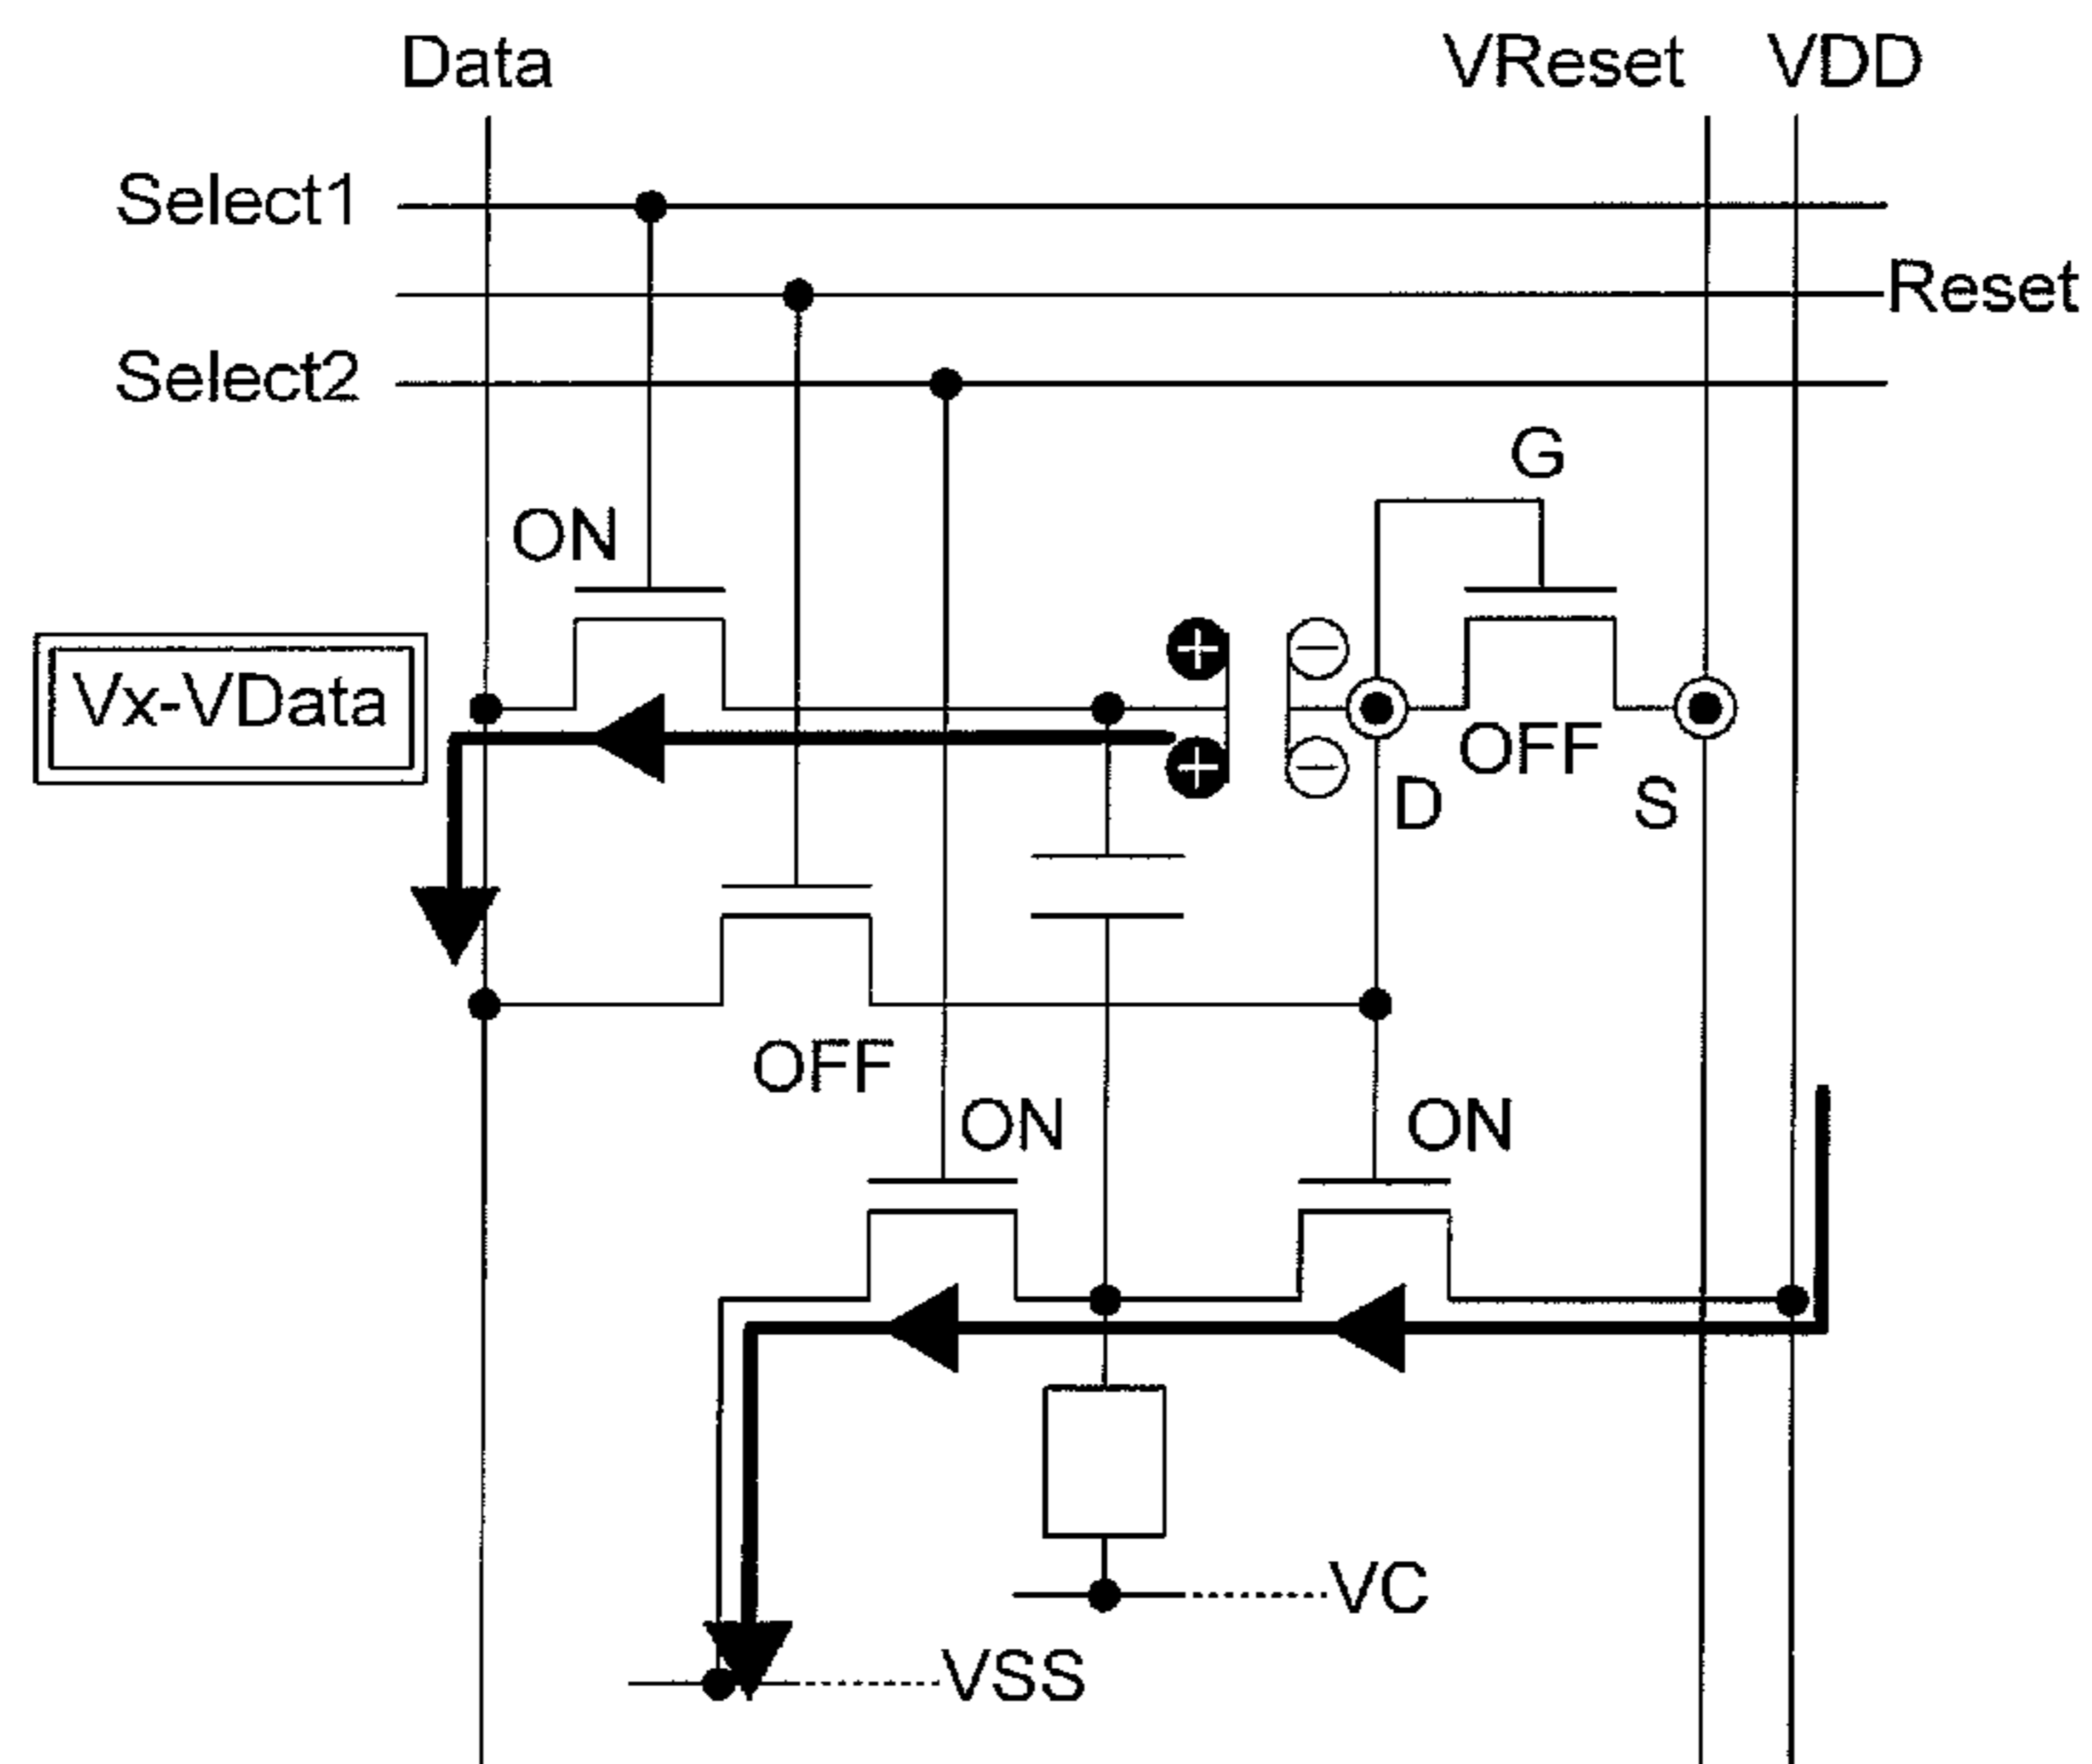 Data VReset VDD
Select1
Reset
Select2
G
ON
Vx-VData
+ −
OFF
+ −
D S
OFF
ON ON
VC
VSS